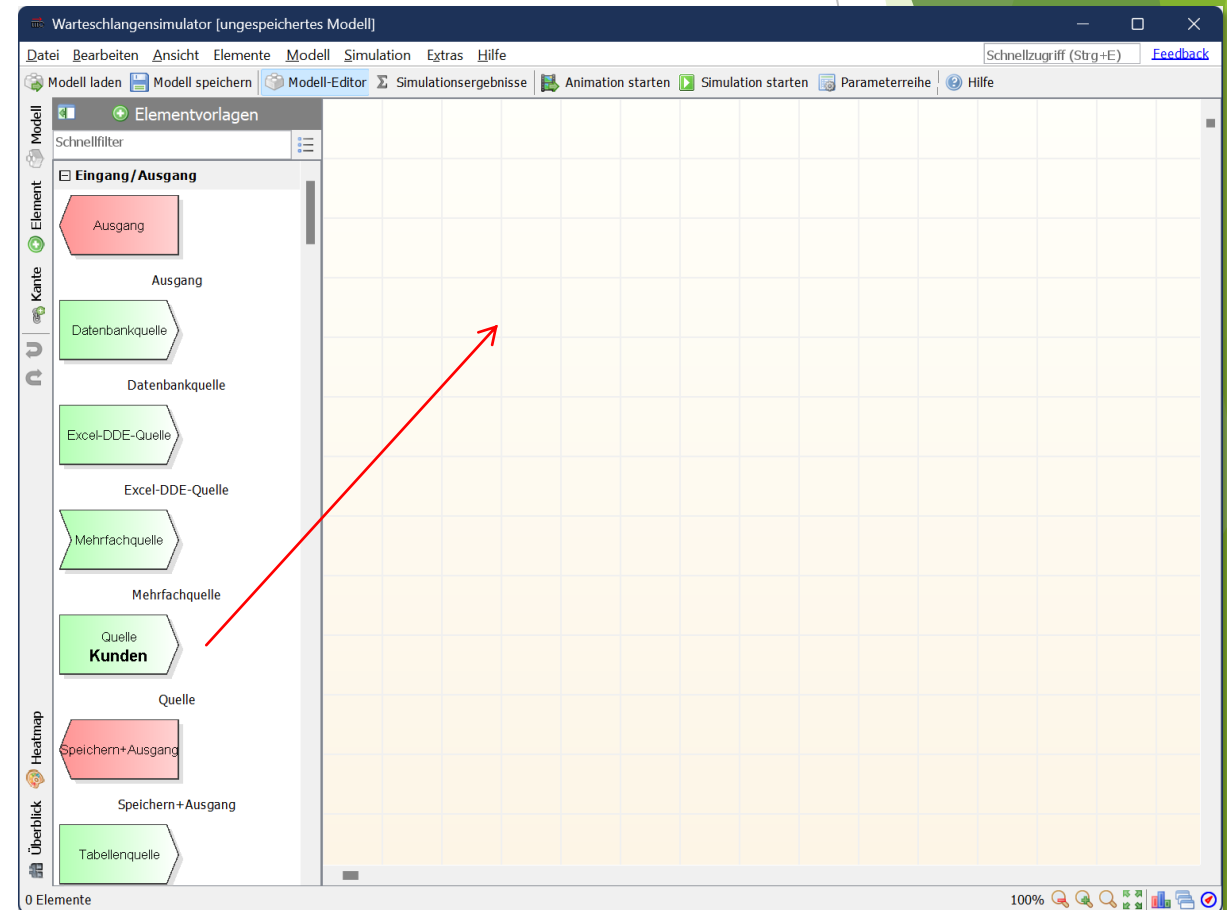 Warteschlangensimulator [ungespeichertes Modell]
Datei Bearbeiten Ansicht Elemente Modell Simulation Extras Hilfe
Schnellzugriff (Strg+E) Feedback
Modell laden Modell speichern Modell-Editor Σ Simulationsergebnisse Animation starten Simulation starten Parameterreihe Hilfe
Modell
Element
Kante
Heatmap
Überblick
Elementvorlagen
Schnellfilter
Eingang/Ausgang
Ausgang
Ausgang
Datenbankquelle
Datenbankquelle
Excel-DDE-Quelle
Excel-DDE-Quelle
Mehrfachquelle
Mehrfachquelle
Quelle
Kunden
Quelle
Speichern+Ausgang
Speichern+Ausgang
Tabellenquelle
0 Elemente
100%